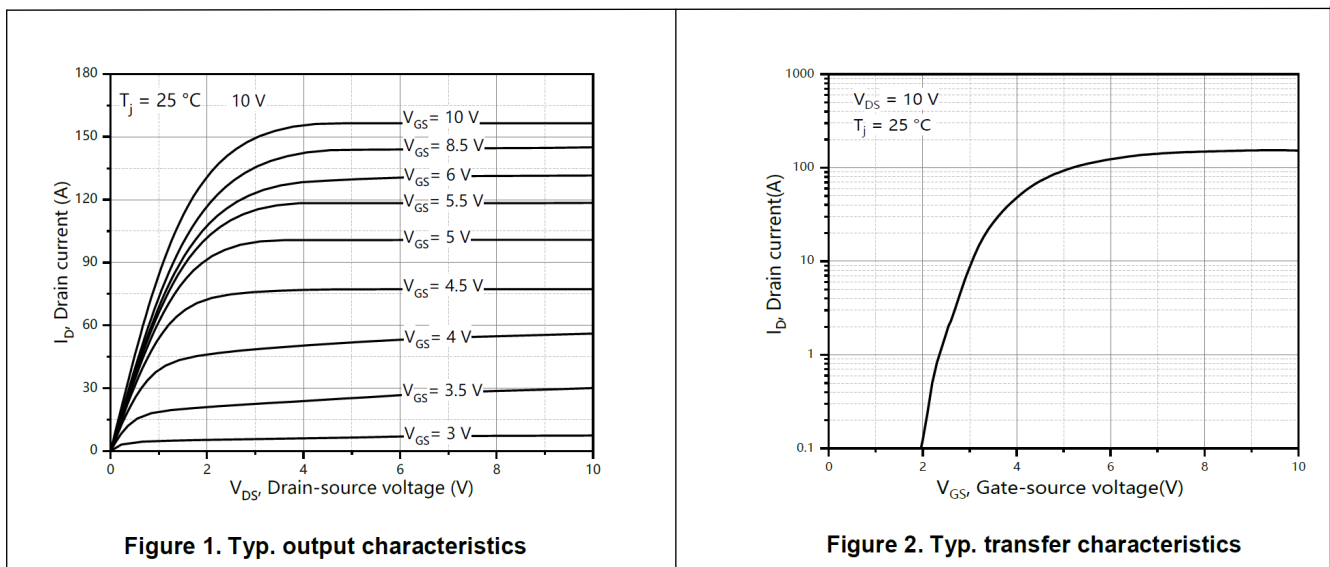 180
150
120
90
60
30
0
I_D, Drain current (A)
T_j = 25 °C 10 V
V_GS= 10 V
V_GS= 8.5 V
V_GS= 6 V
V_GS= 5.5 V
V_GS= 5 V
V_GS= 4.5 V
V_GS= 4 V
V_GS= 3.5 V
V_GS= 3 V
0 2 4 6 8 10
V_DS, Drain-source voltage (V)
Figure 1. Typ. output characteristics
1000
100
10
1
0.1
I_D, Drain current(A)
V_DS = 10 V
T_j = 25 °C
0 2 4 6 8 10
V_GS, Gate-source voltage(V)
Figure 2. Typ. transfer characteristics